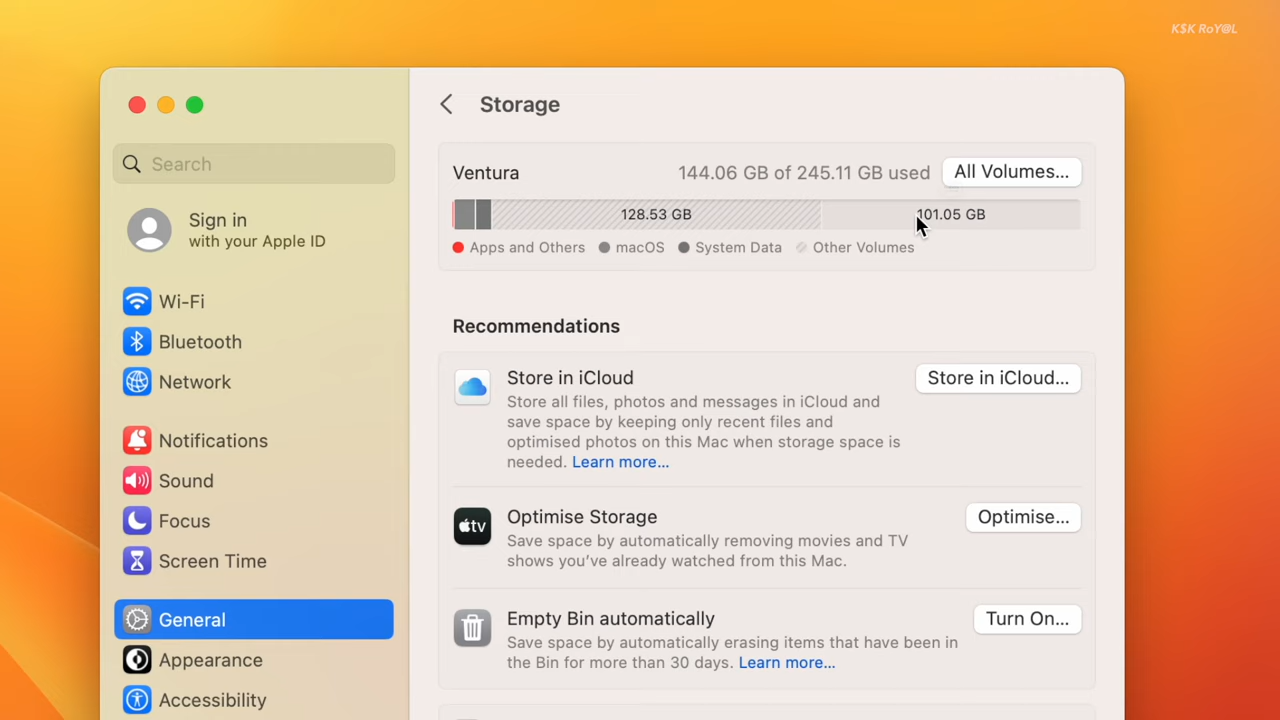 K$K RoY@L
Storage
Search
Ventura
144.06 GB of 245.11 GB used
All Volumes...
128.53 GB
101.05 GB
Apps and Others
macOS
System Data
Other Volumes
Sign in
with your Apple ID
Wi-Fi
Bluetooth
Network
Notifications
Sound
Focus
Screen Time
General
Appearance
Accessibility
Recommendations
Store in iCloud
Store in iCloud...
Store all files, photos and messages in iCloud and
save space by keeping only recent files and
optimised photos on this Mac when storage space is
needed. Learn more...
Optimise Storage
Optimise...
tv
Save space by automatically removing movies and TV
shows you’ve already watched from this Mac.
Empty Bin automatically
Turn On...
Save space by automatically erasing items that have been in
the Bin for more than 30 days. Learn more...